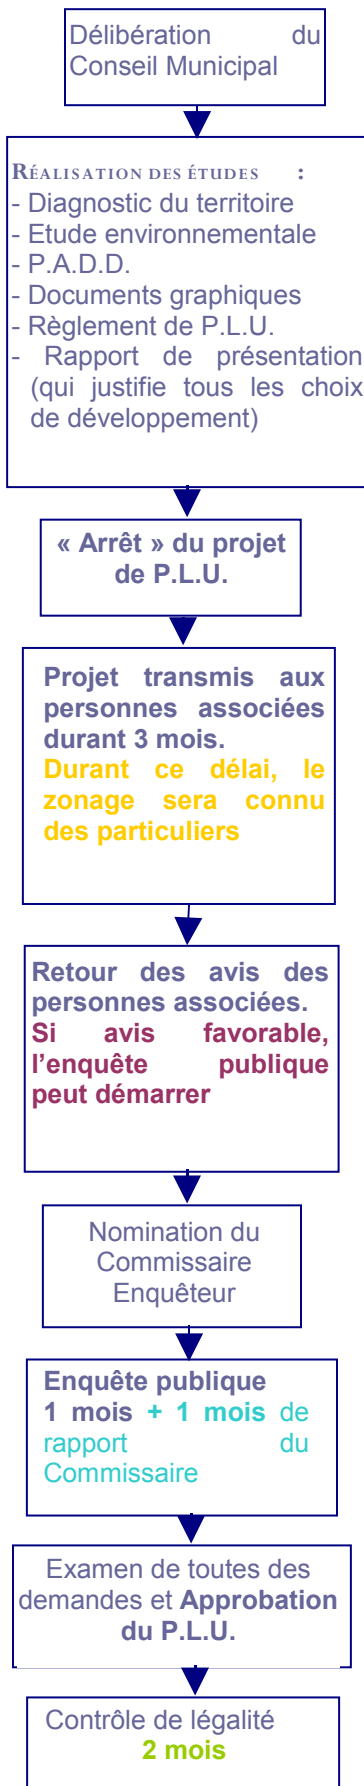 Délibération du
Conseil Municipal
RÉALISATION DES ÉTUDES :
- Diagnostic du territoire
- Etude environnementale
- P.A.D.D.
- Documents graphiques
- Règlement de P.L.U.
- Rapport de présentation
(qui justifie tous les choix
de développement)
« Arrêt » du projet
de P.L.U.
Projet transmis aux
personnes associées
durant 3 mois.
Durant ce délai, le
zonage sera connu
des particuliers
Retour des avis des
personnes associées.
Si avis favorable,
l’enquête publique
peut démarrer
Nomination du
Commissaire
Enquêteur
Enquête publique
1 mois + 1 mois de
rapport du
Commissaire
Examen de toutes des
demandes et Approbation
du P.L.U.
Contrôle de légalité
2 mois